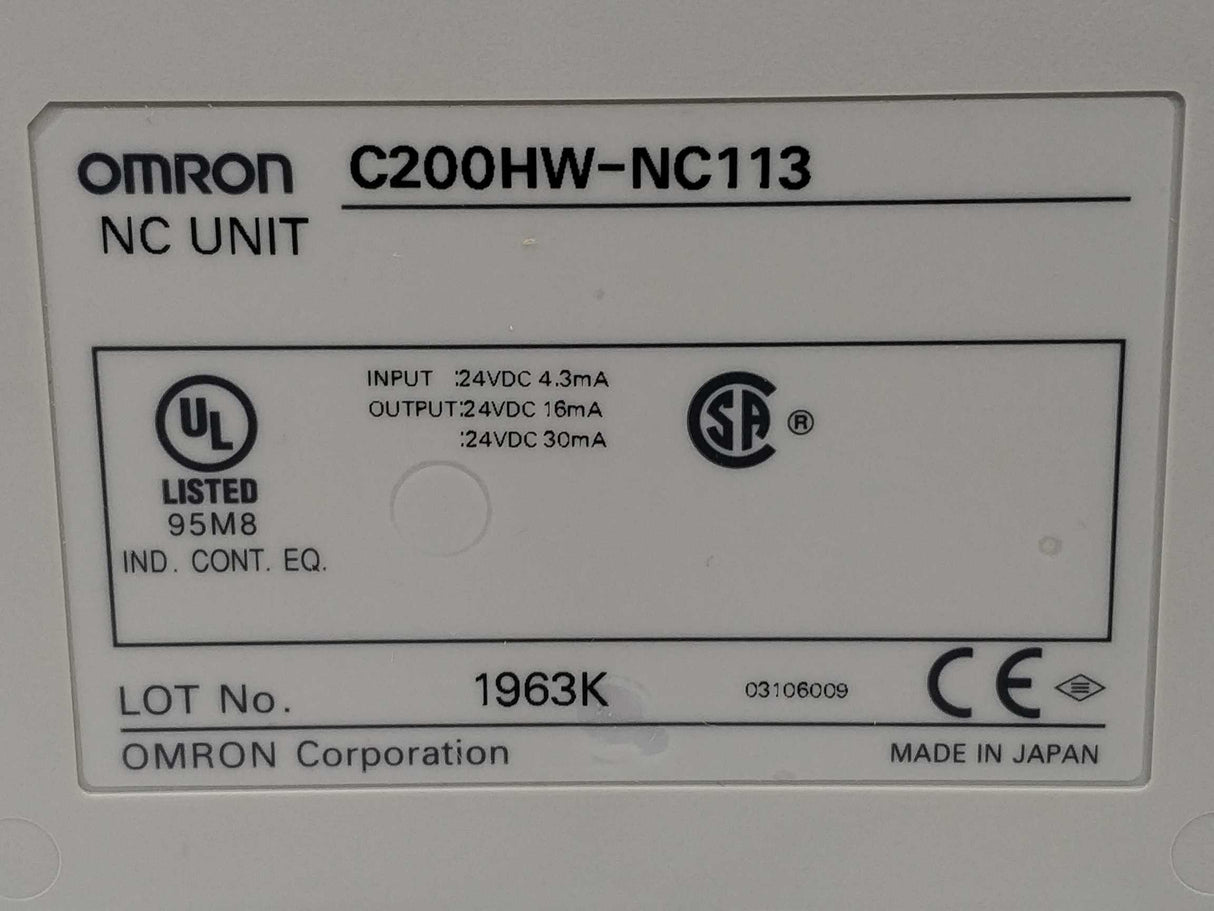 OMRON C200HW-NC113
NC UNIT
UL
LISTED
95M8
IND. CONT. EQ.
INPUT :24VDC 4.3mA
OUTPUT:24VDC 16mA
:24VDC 30mA
CSA ®
LOT No. 1963K 03106009 CE
OMRON Corporation MADE IN JAPAN